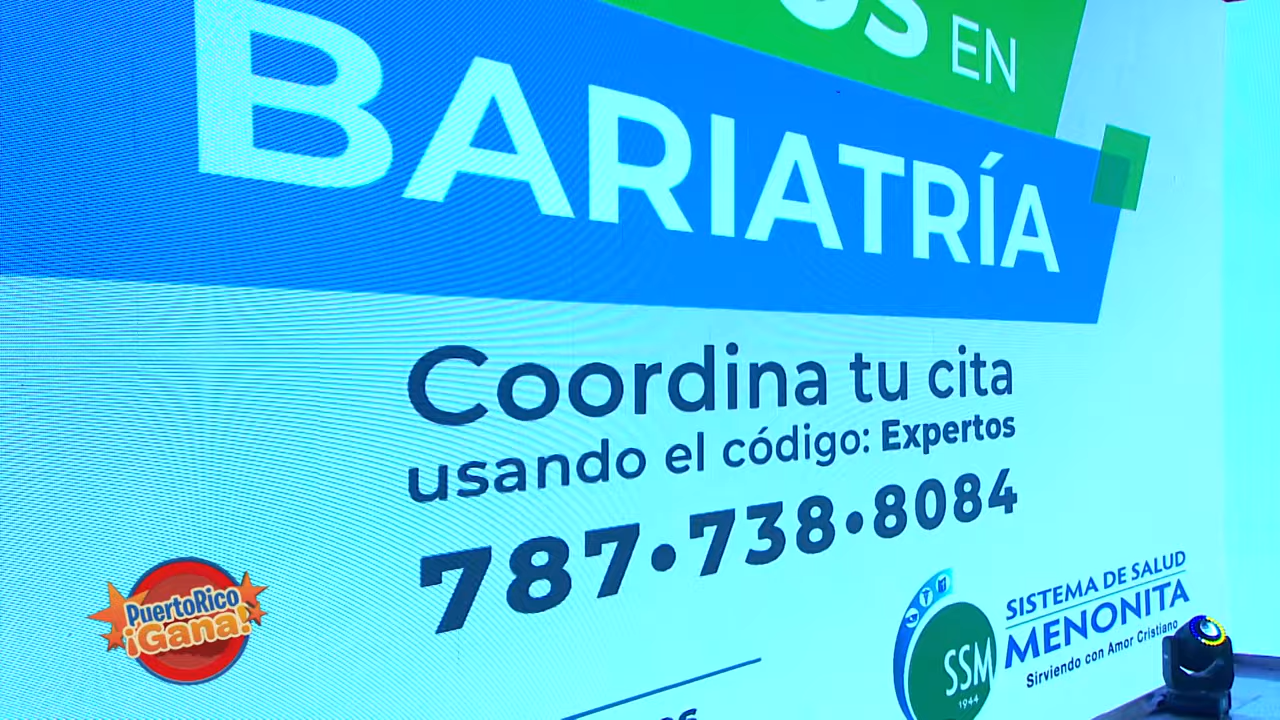 EN
BARIATRÍA
Coordina tu cita
usando el código: Expertos
787•738•8084
SISTEMA DE SALUD
MENONITA
Sirviendo con Amor Cristiano
SSM
1944
PuertoRico
¡Gana!